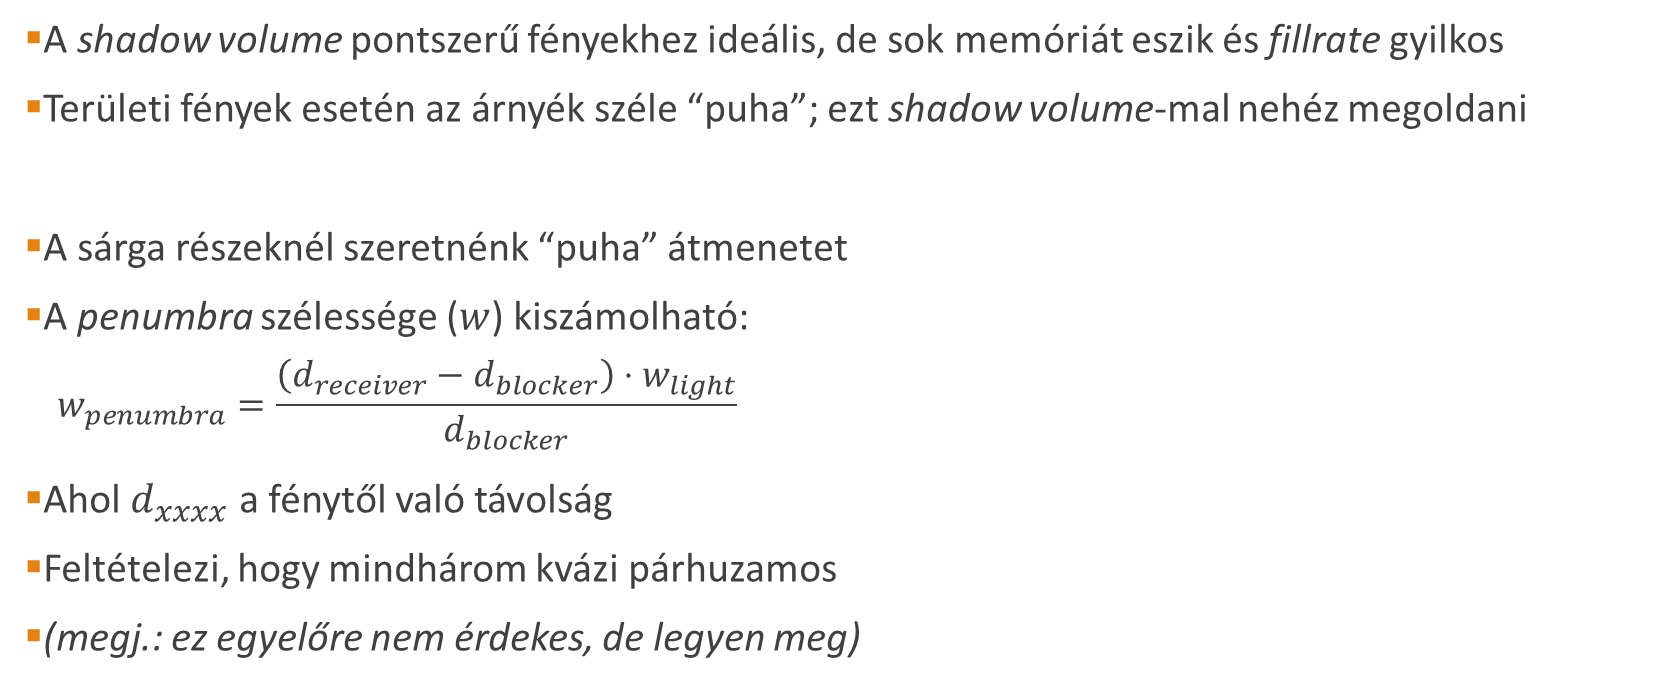 ▪A shadow volume pontszerű fényekhez ideális, de sok memóriát eszik és fillrate gyilkos
▪Területi fények esetén az árnyék széle “puha”; ezt shadow volume-mal nehéz megoldani
▪A sárga részeknél szeretnénk “puha” átmenetet
▪A penumbra szélessége (w) kiszámolható:
w_penumbra = (d_receiver − d_blocker) · w_light / d_blocker
▪Ahol d_xxxx a fénytől való távolság
▪Feltételezi, hogy mindhárom kvázi párhuzamos
▪(megj.: ez egyelőre nem érdekes, de legyen meg)